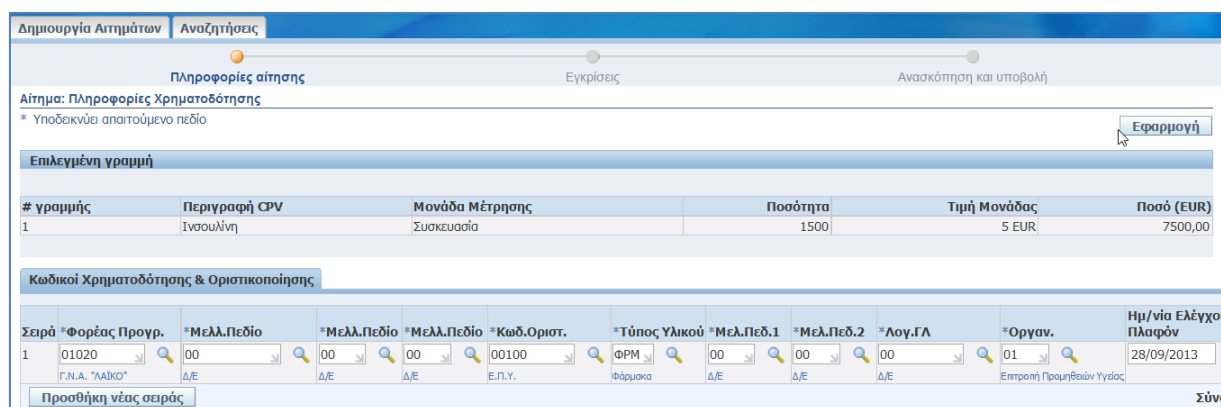 Δημιουργία Αιτημάτων Αναζητήσεις
Πληροφορίες αίτησης Εγκρίσεις Ανασκόπηση και υποβολή
Αίτημα: Πληροφορίες Χρηματοδότησης
* Υποδεικνύει απαιτούμενο πεδίο
Εφαρμογή
Επιλεγμένη γραμμή
# γραμμής Περιγραφή CPV Μονάδα Μέτρησης Ποσότητα Τιμή Μονάδας Ποσό (EUR)
1 Ινσουλίνη Συσκευασία 1500 5 EUR 7500,00
Κωδικοί Χρηματοδότησης & Οριστικοποίησης
Σειρά *Φορέας Προγρ. *Μελλ.Πεδίο *Μελλ.Πεδίο *Μελλ.Πεδίο *Κωδ.Οριστ. *Τύπος Υλικού *Μελ.Πεδ.1 *Μελ.Πεδ.2 *Λογ.ΓΛ *Οργαν. Ημ/νία Ελέγχο
Πλαφόν
1 01020 00 00 00 00100 ΦΡΜ 00 00 00 01 28/09/2013
Γ.Ν.Α. "ΛΑΪΚΟ" Δ/Ε Δ/Ε Δ/Ε Ε.Π.Υ. Φάρμακα Δ/Ε Δ/Ε Δ/Ε Επιτροπή Προμηθειών Υγείας
Προσθήκη νέας σειράς